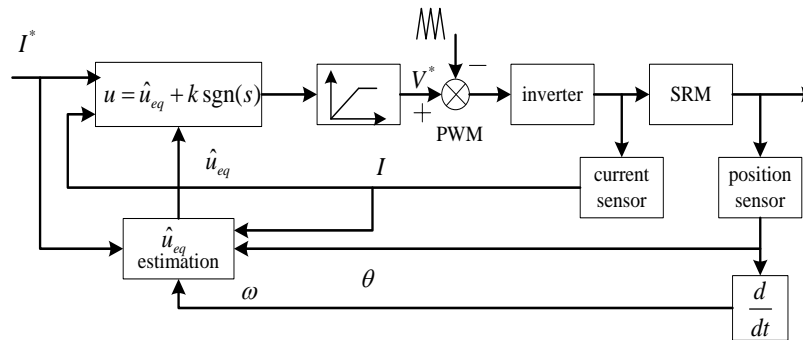 I*
u = û_eq + k sgn(s)
V*
−
+
PWM
inverter
SRM
û_eq
I
current
sensor
position
sensor
û_eq
estimation
θ
ω
d
dt